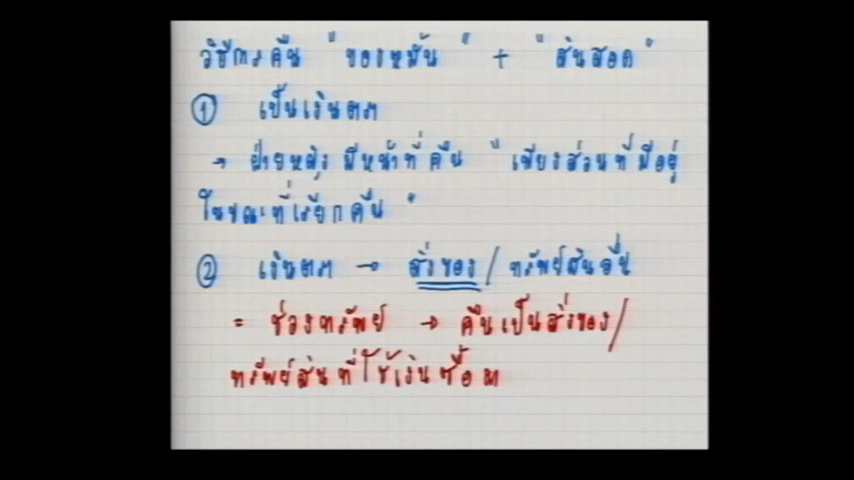 วิธีการคืน "ของหมั้น" + "สินสอด"
① เป็นเงินตรา
→ ฝ่ายหญิง มีหน้าที่คืน "เพียงส่วนที่มีอยู่
ในขณะที่เรียกคืน"
② เงินตรา → สิ่งของ/ทรัพย์สินอื่น
= ช่วงทรัพย์ → คืนเป็นสิ่งของ/
ทรัพย์สินที่ใช้เงินซื้อมา